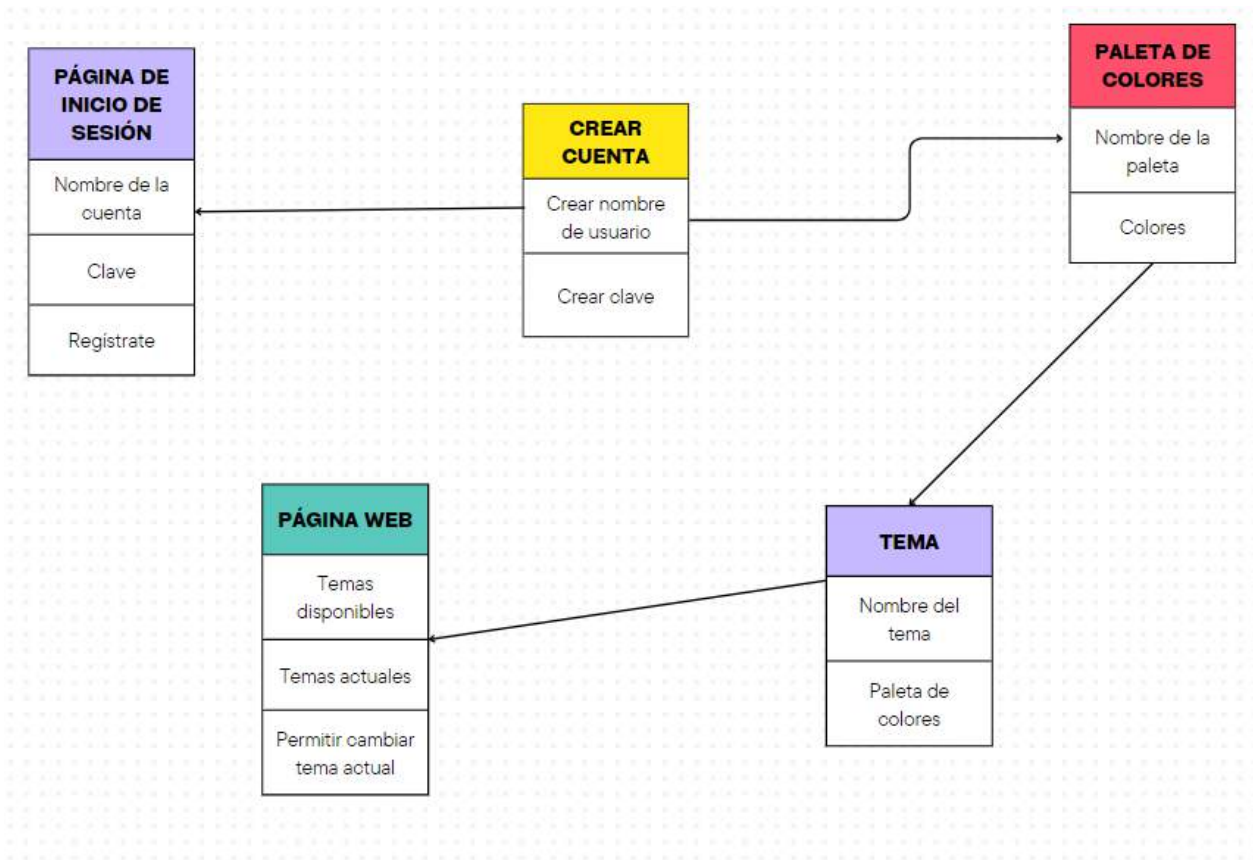 PÁGINA DE
INICIO DE
SESIÓN
Nombre de la
cuenta
Clave
Regístrate
CREAR
CUENTA
Crear nombre
de usuario
Crear clave
PALETA DE
COLORES
Nombre de la
paleta
Colores
PÁGINA WEB
Temas
disponibles
Temas actuales
Permitir cambiar
tema actual
TEMA
Nombre del
tema
Paleta de
colores